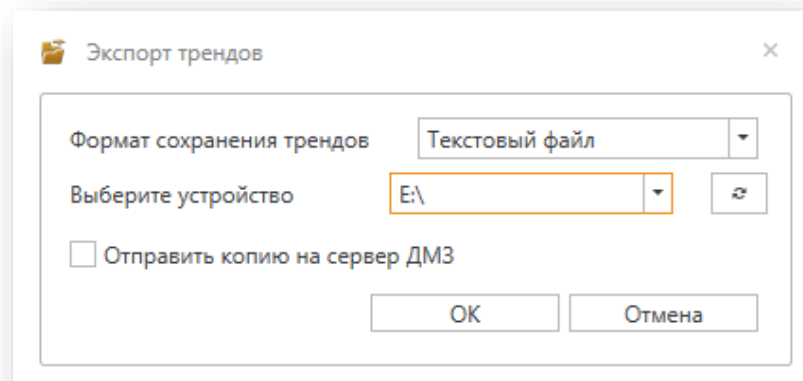 Экспорт трендов
Формат сохранения трендов Текстовый файл
Выберите устройство E:\
Отправить копию на сервер ДМЗ
OK Отмена